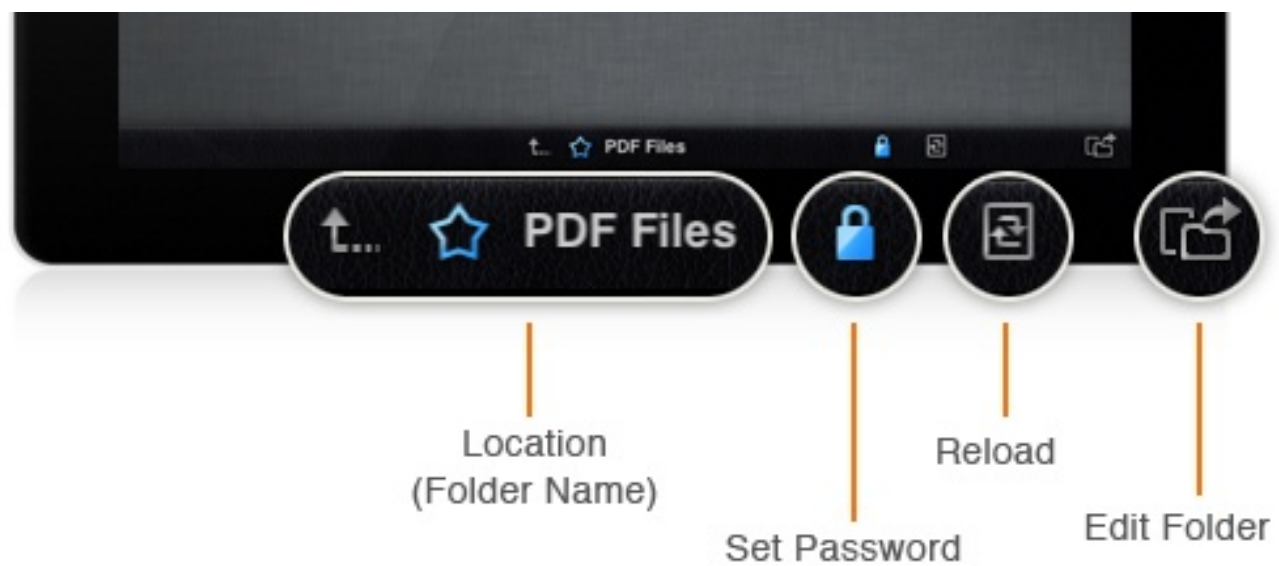 t... PDF Files
PDF Files
Location
(Folder Name)
Set Password
Reload
Edit Folder